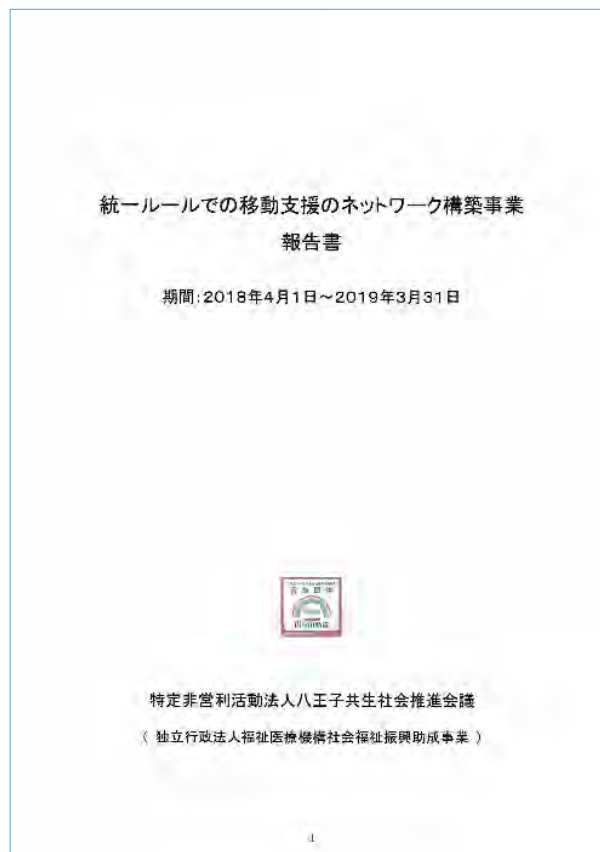 統一ルールでの移動支援のネットワーク構築事業
報告書
期間：2018年4月1日～2019年3月31日
特定非営利活動法人八王子共生社会推進会議
（ 独立行政法人福祉医療機構社会福祉振興助成事業 ）